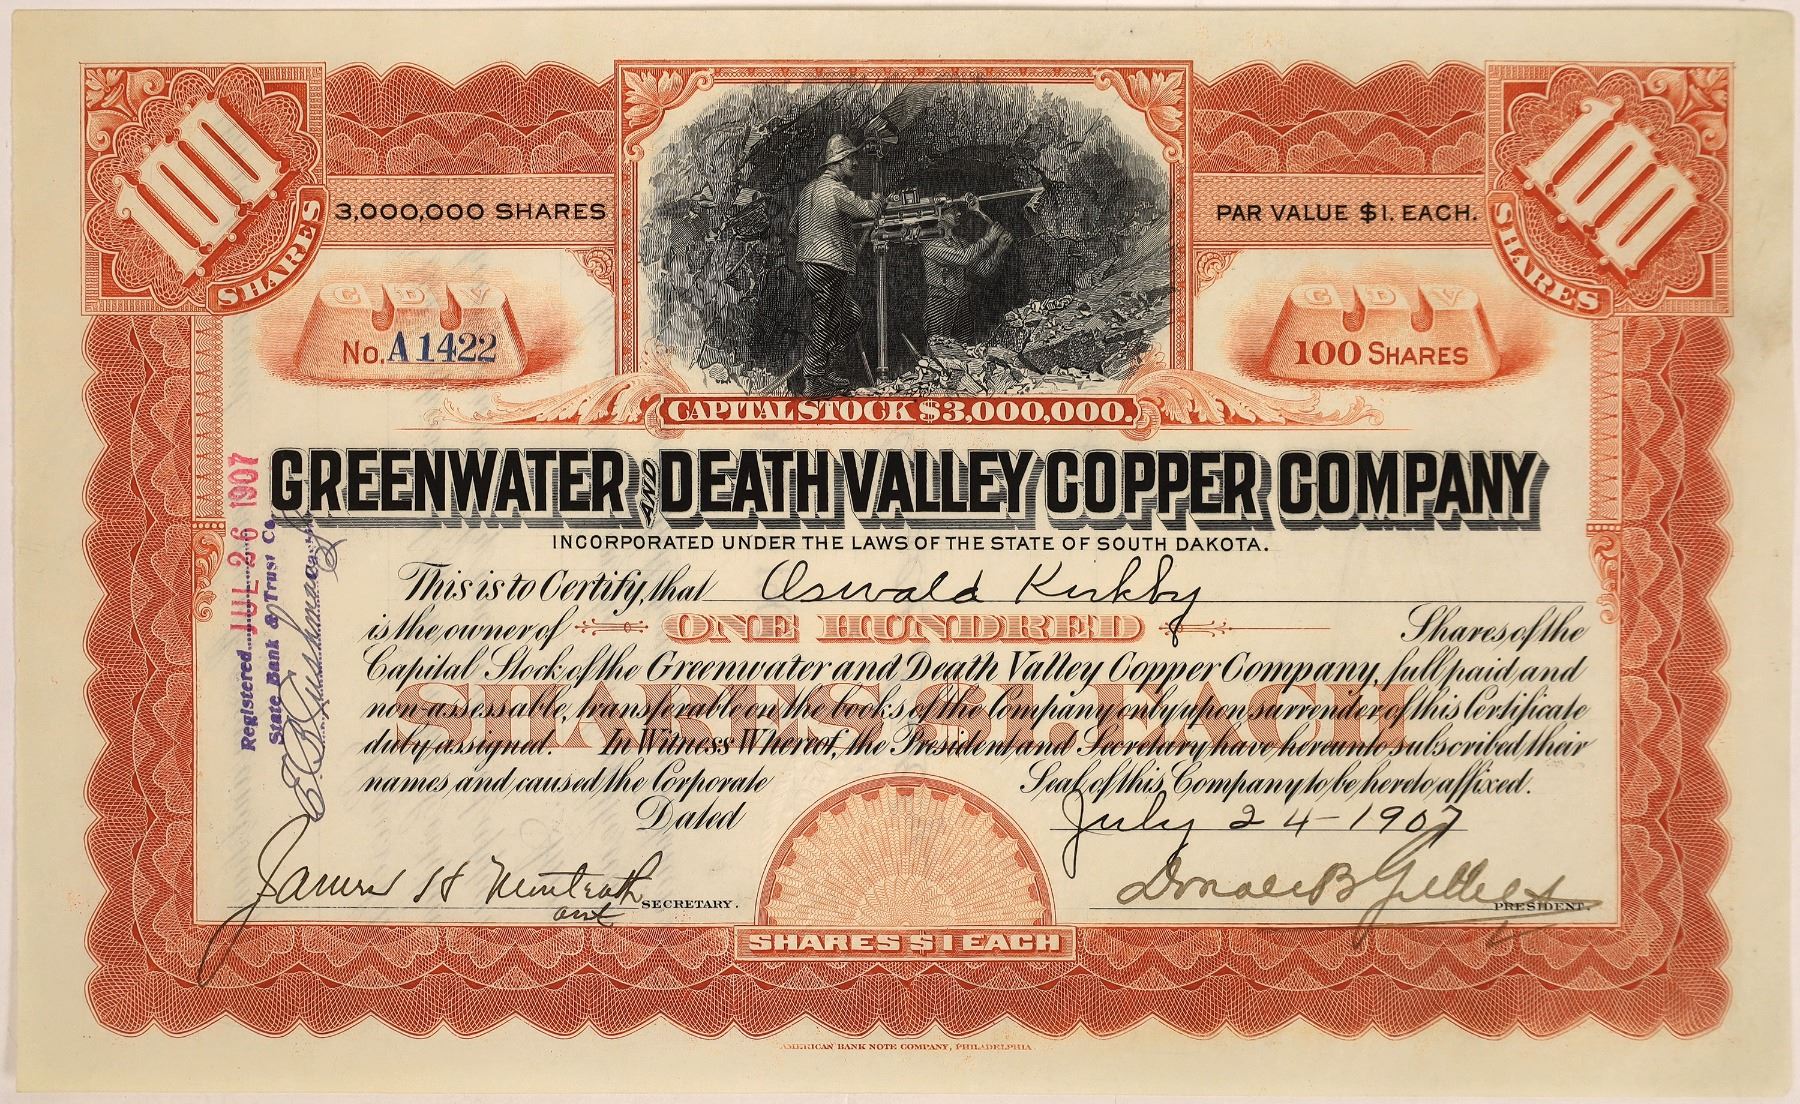 100 SHARES
3,000,000 SHARES
PAR VALUE $1. EACH.
100 SHARES
G D V
No. A 1422
G D V
100 SHARES
CAPITAL STOCK $3,000,000.
GREENWATER AND DEATH VALLEY COPPER COMPANY
INCORPORATED UNDER THE LAWS OF THE STATE OF SOUTH DAKOTA.
This is to Certify, that Oswald Kirkby
is the owner of ONE HUNDRED Shares of the
Capital Stock of the Greenwater and Death Valley Copper Company, full paid and
non-assessable, transferable on the books of the Company only upon surrender of this Certificate
duly assigned. In Witness Whereof, the President and Secretary have hereunto subscribed their
names and caused the Corporate Seal of this Company to be hereto affixed.
SHARES $1. EACH
Dated July 24-1907
James H
SECRETARY.
Donald B Gillies
PRESIDENT.
SHARES $1 EACH
AMERICAN BANK NOTE COMPANY, PHILADELPHIA.
Registered JUL 26 1907
State Bank & Trust Co.